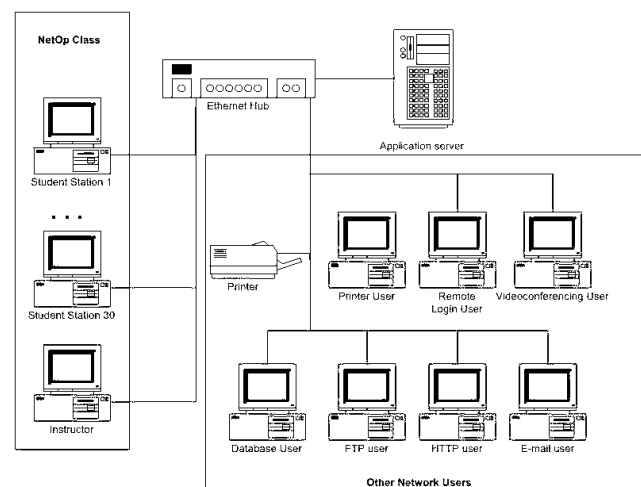 NetOp Class
Ethernet Hub
Application server
Student Station 1
. . .
Student Station 30
Instructor
Printer
Printer User
Remote
Login User
Videoconferencing User
Database User
FTP user
HTTP user
E-mail user
Other Network Users